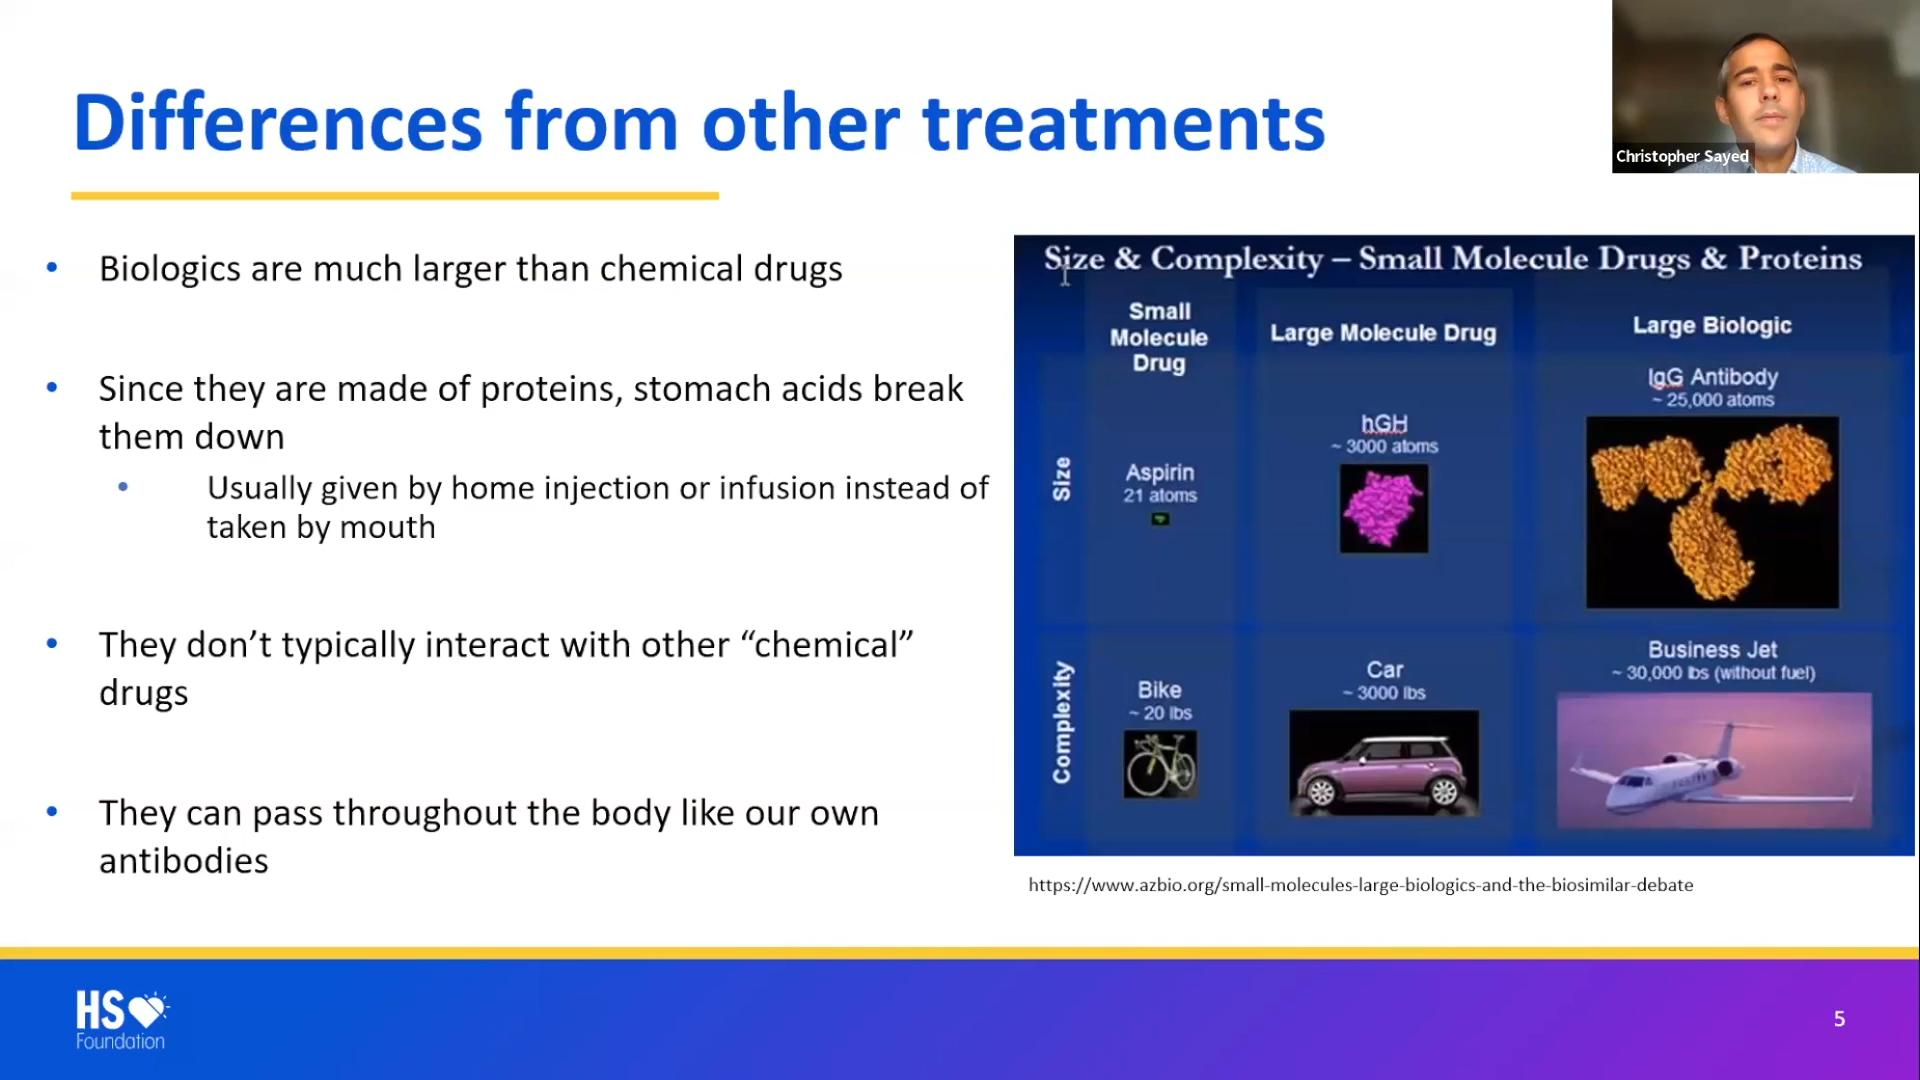 Differences from other treatments
Christopher Sayed
• Biologics are much larger than chemical drugs
• Since they are made of proteins, stomach acids break
them down
• Usually given by home injection or infusion instead of
taken by mouth
• They don’t typically interact with other “chemical”
drugs
• They can pass throughout the body like our own
antibodies
Size & Complexity – Small Molecule Drugs & Proteins
Small
Molecule
Drug
Large Molecule Drug
Large Biologic
Size
Aspirin
21 atoms
hGH
~ 3000 atoms
IgG Antibody
~ 25,000 atoms
Complexity
Bike
~ 20 lbs
Car
~ 3000 lbs
Business Jet
~ 30,000 lbs (without fuel)
https://www.azbio.org/small-molecules-large-biologics-and-the-biosimilar-debate
HS
Foundation
5